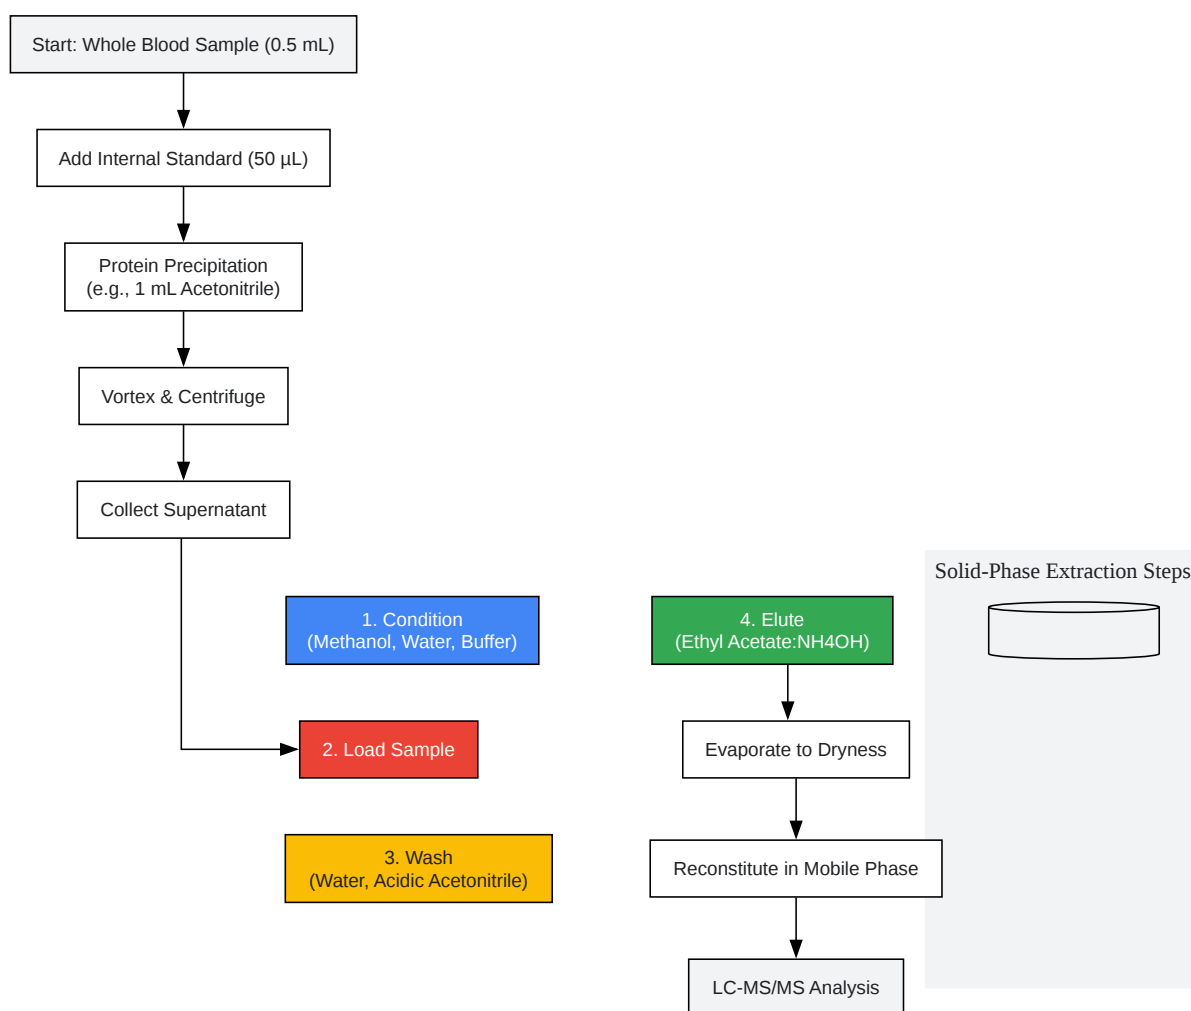 Start: Whole Blood Sample (0.5 mL)
Add Internal Standard (50 µL)
Protein Precipitation
(e.g., 1 mL Acetonitrile)
Vortex & Centrifuge
Collect Supernatant
1. Condition
(Methanol, Water, Buffer)
2. Load Sample
3. Wash
(Water, Acidic Acetonitrile)
4. Elute
(Ethyl Acetate:NH4OH)
Evaporate to Dryness
Reconstitute in Mobile Phase
LC-MS/MS Analysis
Solid-Phase Extraction Steps